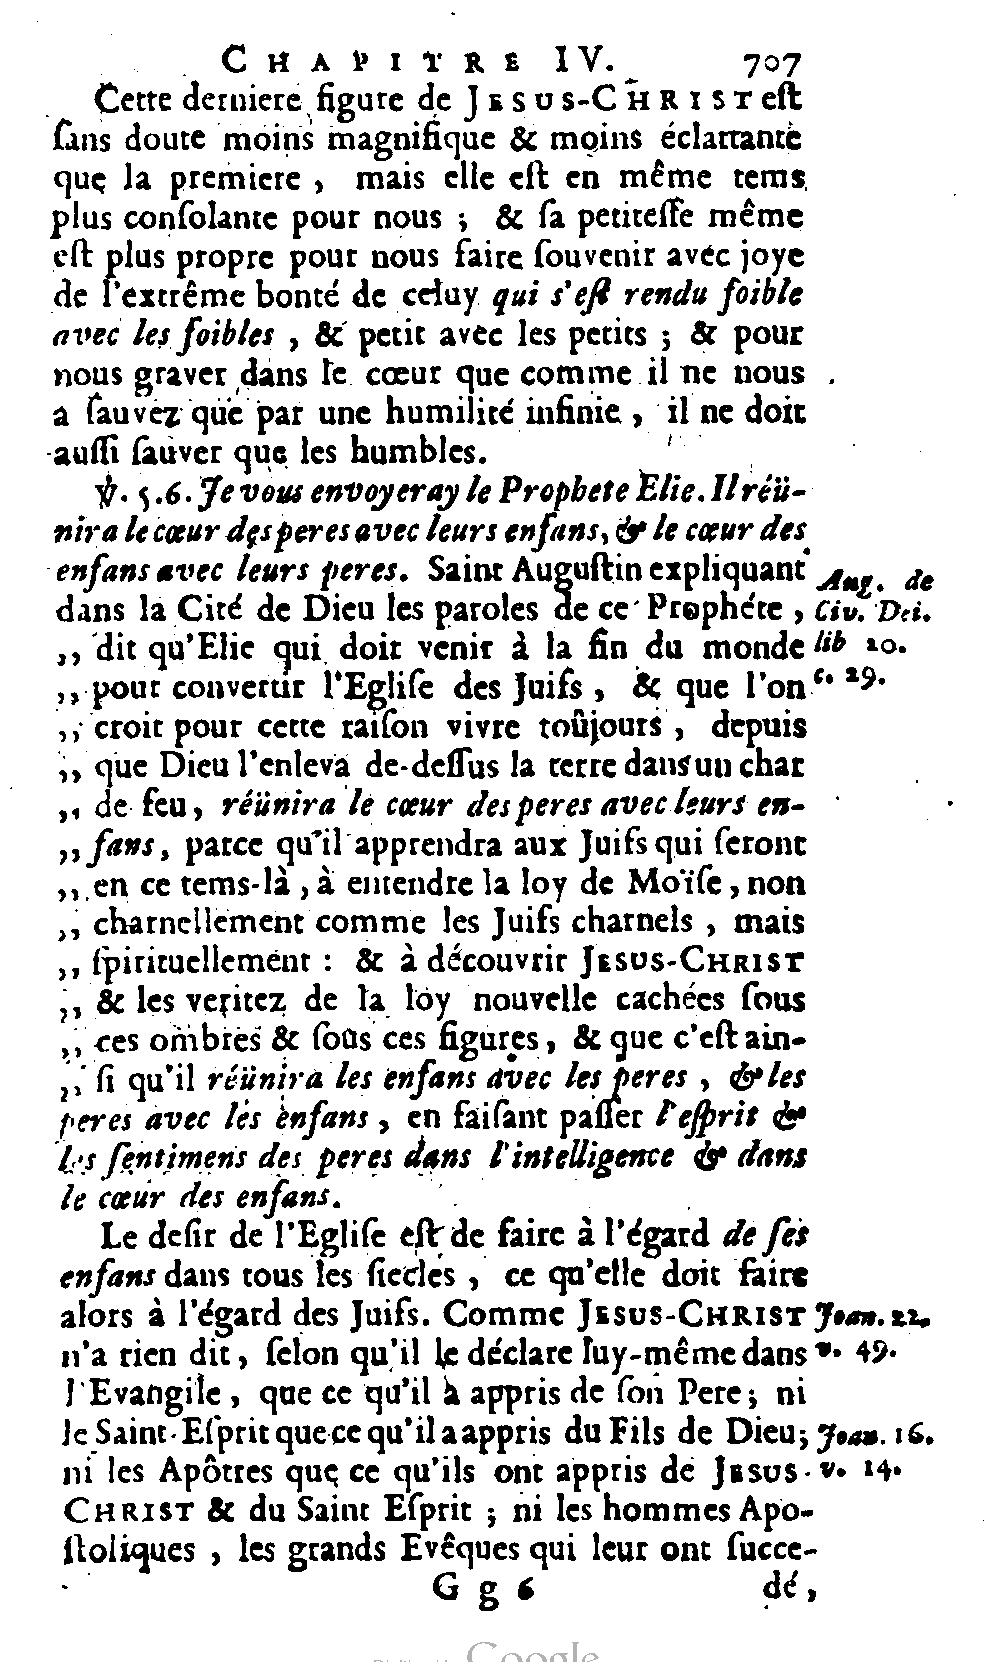 CHAPITRE IV. 707
Cette derniere figure de JESUS-CHRIST eſt
ſans doute moins magnifique & moins éclattante
que la premiere, mais elle eſt en même tems
plus conſolante pour nous ; & ſa petiteſſe même
eſt plus propre pour nous faire ſouvenir avec joye
de l'extrême bonté de celuy qui s'eſt rendu foible
avec les foibles, & petit avec les petits ; & pour
nous graver dans le cœur que comme il ne nous
a ſauvez que par une humilité infinie, il ne doit
auſſi ſauver que les humbles.
℣. 5.6. Je vous envoyeray le Prophete Elie. Il réü-
nira le cœur des peres avec leurs enfans, & le cœur des
enfans avec leurs peres. Saint Auguſtin expliquant Aug. de
dans la Cité de Dieu les paroles de ce Prophéte, Civ. Dei.
,, dit qu'Elie qui doit venir à la fin du monde lib 20.
,, pour convertir l'Egliſe des Juifs, & que l'on c. 29.
,, croit pour cette raiſon vivre toûjours, depuis
,, que Dieu l'enleva de-deſſus la terre dans un char
,, de feu, réünira le cœur des peres avec leurs en-
,, fans, parce qu'il apprendra aux Juifs qui ſeront
,, en ce tems-là, à entendre la loy de Moïſe, non
,, charnellement comme les Juifs charnels, mais
,, ſpirituellement : & à découvrir JESUS-CHRIST
,, & les veritez de la loy nouvelle cachées ſous
,, ces ombres & ſous ces figures, & que c'eſt ain-
,, ſi qu'il réünira les enfans avec les peres, & les
peres avec les enfans, en faiſant paſſer l'eſprit &
les ſentimens des peres dans l'intelligence & dans
le cœur des enfans.
Le deſir de l'Egliſe eſt de faire à l'égard de ſes
enfans dans tous les ſiecles, ce qu'elle doit faire
alors à l'égard des Juifs. Comme JESUS-CHRIST Joan. 12.
n'a rien dit, ſelon qu'il le déclare luy-même dans v. 49.
l'Evangile, que ce qu'il a appris de ſon Pere; ni
le Saint-Eſprit que ce qu'il a appris du Fils de Dieu; Joan. 16.
ni les Apôtres que ce qu'ils ont appris de JESUS- v. 14.
CHRIST & du Saint Eſprit ; ni les hommes Apo-
ſtoliques, les grands Evêques qui leur ont ſucce-
Gg 6 dé,
Google